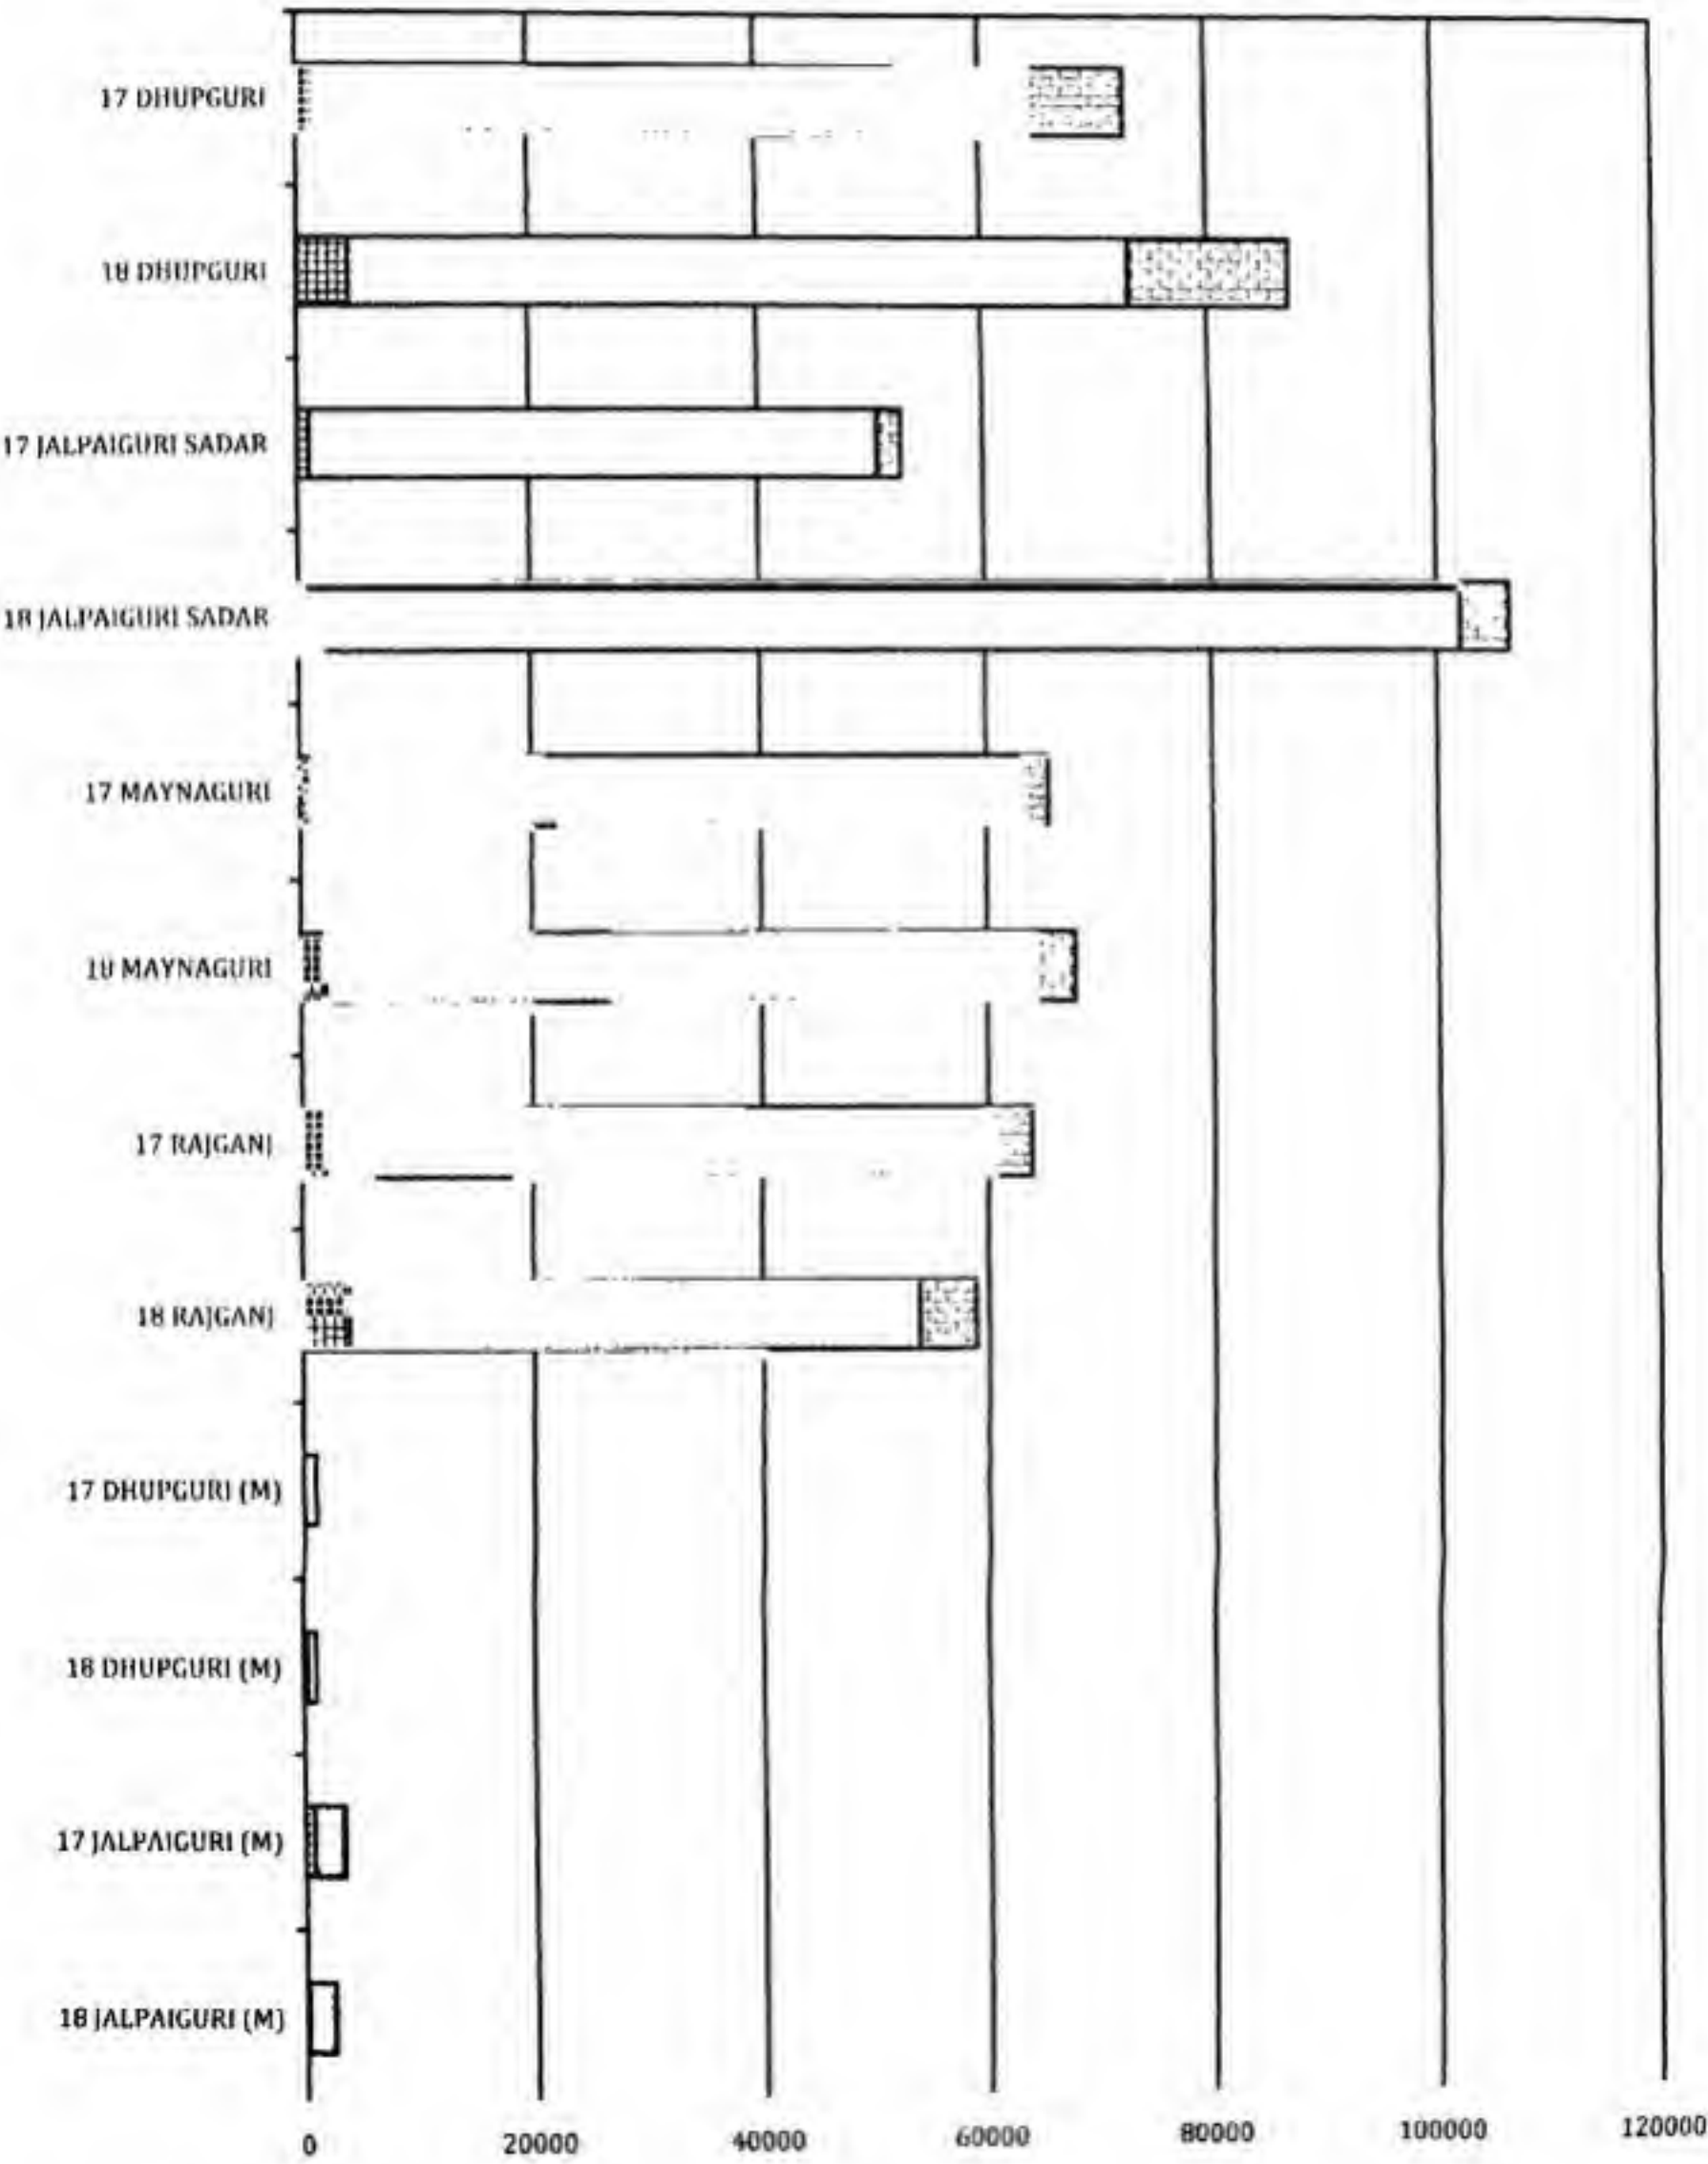 17 DHUPGURI
18 DHUPGURI
17 JALPAIGURI SADAR
18 JALPAIGURI SADAR
17 MAYNAGURI
18 MAYNAGURI
17 RAJGANJ
18 RAJGANJ
17 DHUPGURI (M)
18 DHUPGURI (M)
17 JALPAIGURI (M)
18 JALPAIGURI (M)
0 20000 40000 60000 80000 100000 120000